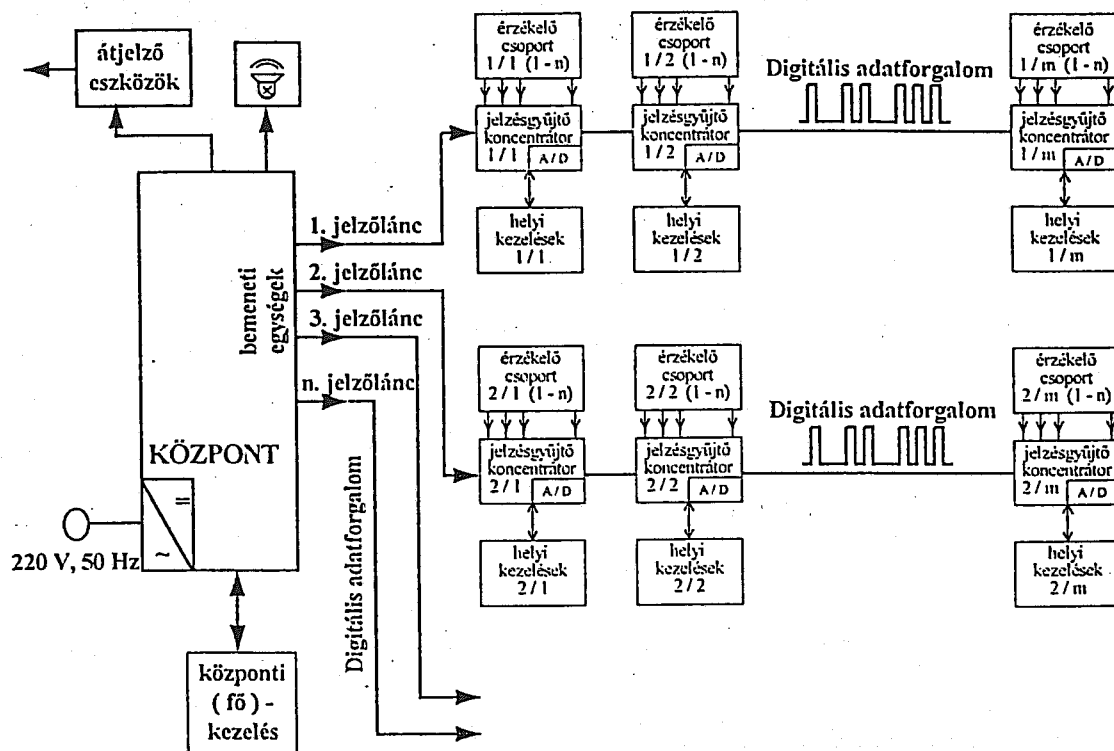 átjelző
eszközök
érzékelő
csoport
1/1 (1-n)
jelzésgyűjtő
koncentrátor
1/1 A/D
helyi
kezelések
1/1
érzékelő
csoport
1/2 (1-n)
jelzésgyűjtő
koncentrátor
1/2 A/D
helyi
kezelések
1/2
Digitális adatforgalom
érzékelő
csoport
1/m (1-n)
jelzésgyűjtő
koncentrátor
1/m A/D
helyi
kezelések
1/m
1. jelzőlánc
2. jelzőlánc
3. jelzőlánc
n. jelzőlánc
bemeneti
egységek
KÖZPONT
=
~
220 V, 50 Hz
központi
( fő ) -
kezelés
Digitális adatforgalom
érzékelő
csoport
2/1 (1-n)
jelzésgyűjtő
koncentrátor
2/1 A/D
helyi
kezelések
2/1
érzékelő
csoport
2/2 (1-n)
jelzésgyűjtő
koncentrátor
2/2 A/D
helyi
kezelések
2/2
Digitális adatforgalom
érzékelő
csoport
2/m (1-n)
jelzésgyűjtő
koncentrátor
2/m A/D
helyi
kezelések
2/m